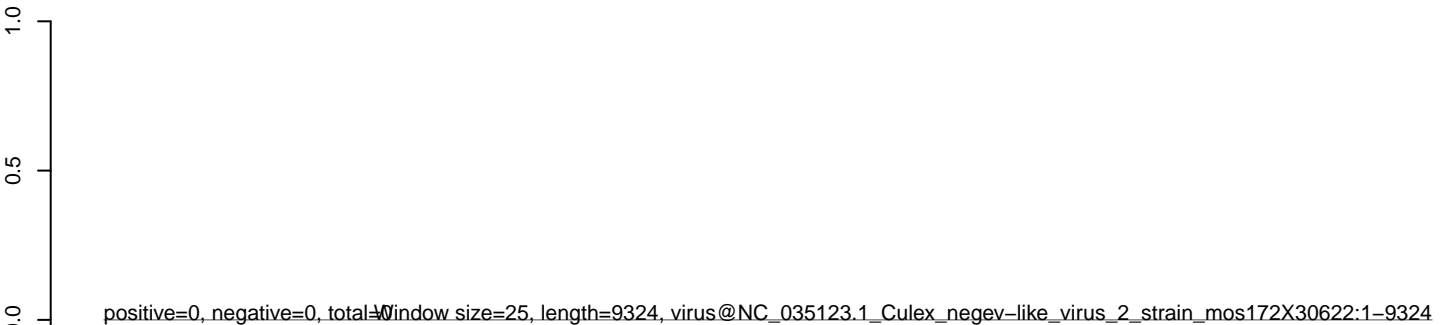 1.0
0.5
0.0
positive=0, negative=0, total=0
Window size=25, length=9324, virus@NC_035123.1_Culex_negev−like_virus_2_strain_mos172X30622:1−9324